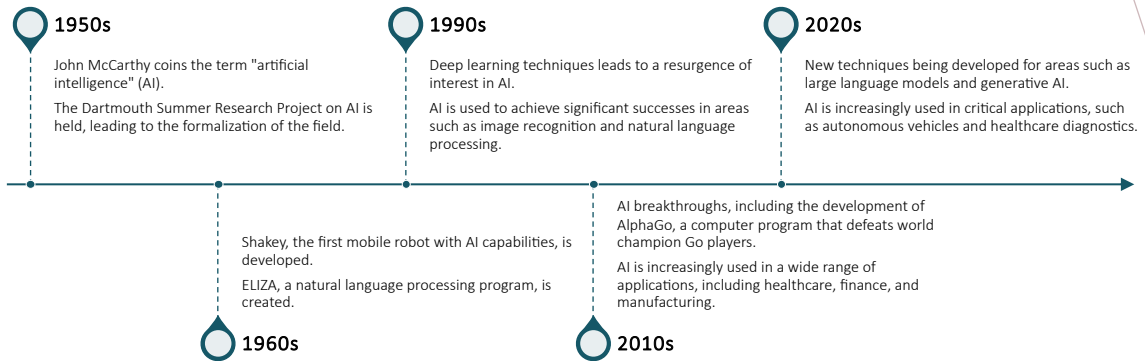 1950s
John McCarthy coins the term "artificial
intelligence" (AI).
The Dartmouth Summer Research Project on AI is
held, leading to the formalization of the field.
1990s
Deep learning techniques leads to a resurgence of
interest in AI.
AI is used to achieve significant successes in areas
such as image recognition and natural language
processing.
2020s
New techniques being developed for areas such as
large language models and generative AI.
AI is increasingly used in critical applications, such
as autonomous vehicles and healthcare diagnostics.
Shakey, the first mobile robot with AI capabilities, is
developed.
ELIZA, a natural language processing program, is
created.
1960s
AI breakthroughs, including the development of
AlphaGo, a computer program that defeats world
champion Go players.
AI is increasingly used in a wide range of
applications, including healthcare, finance, and
manufacturing.
2010s